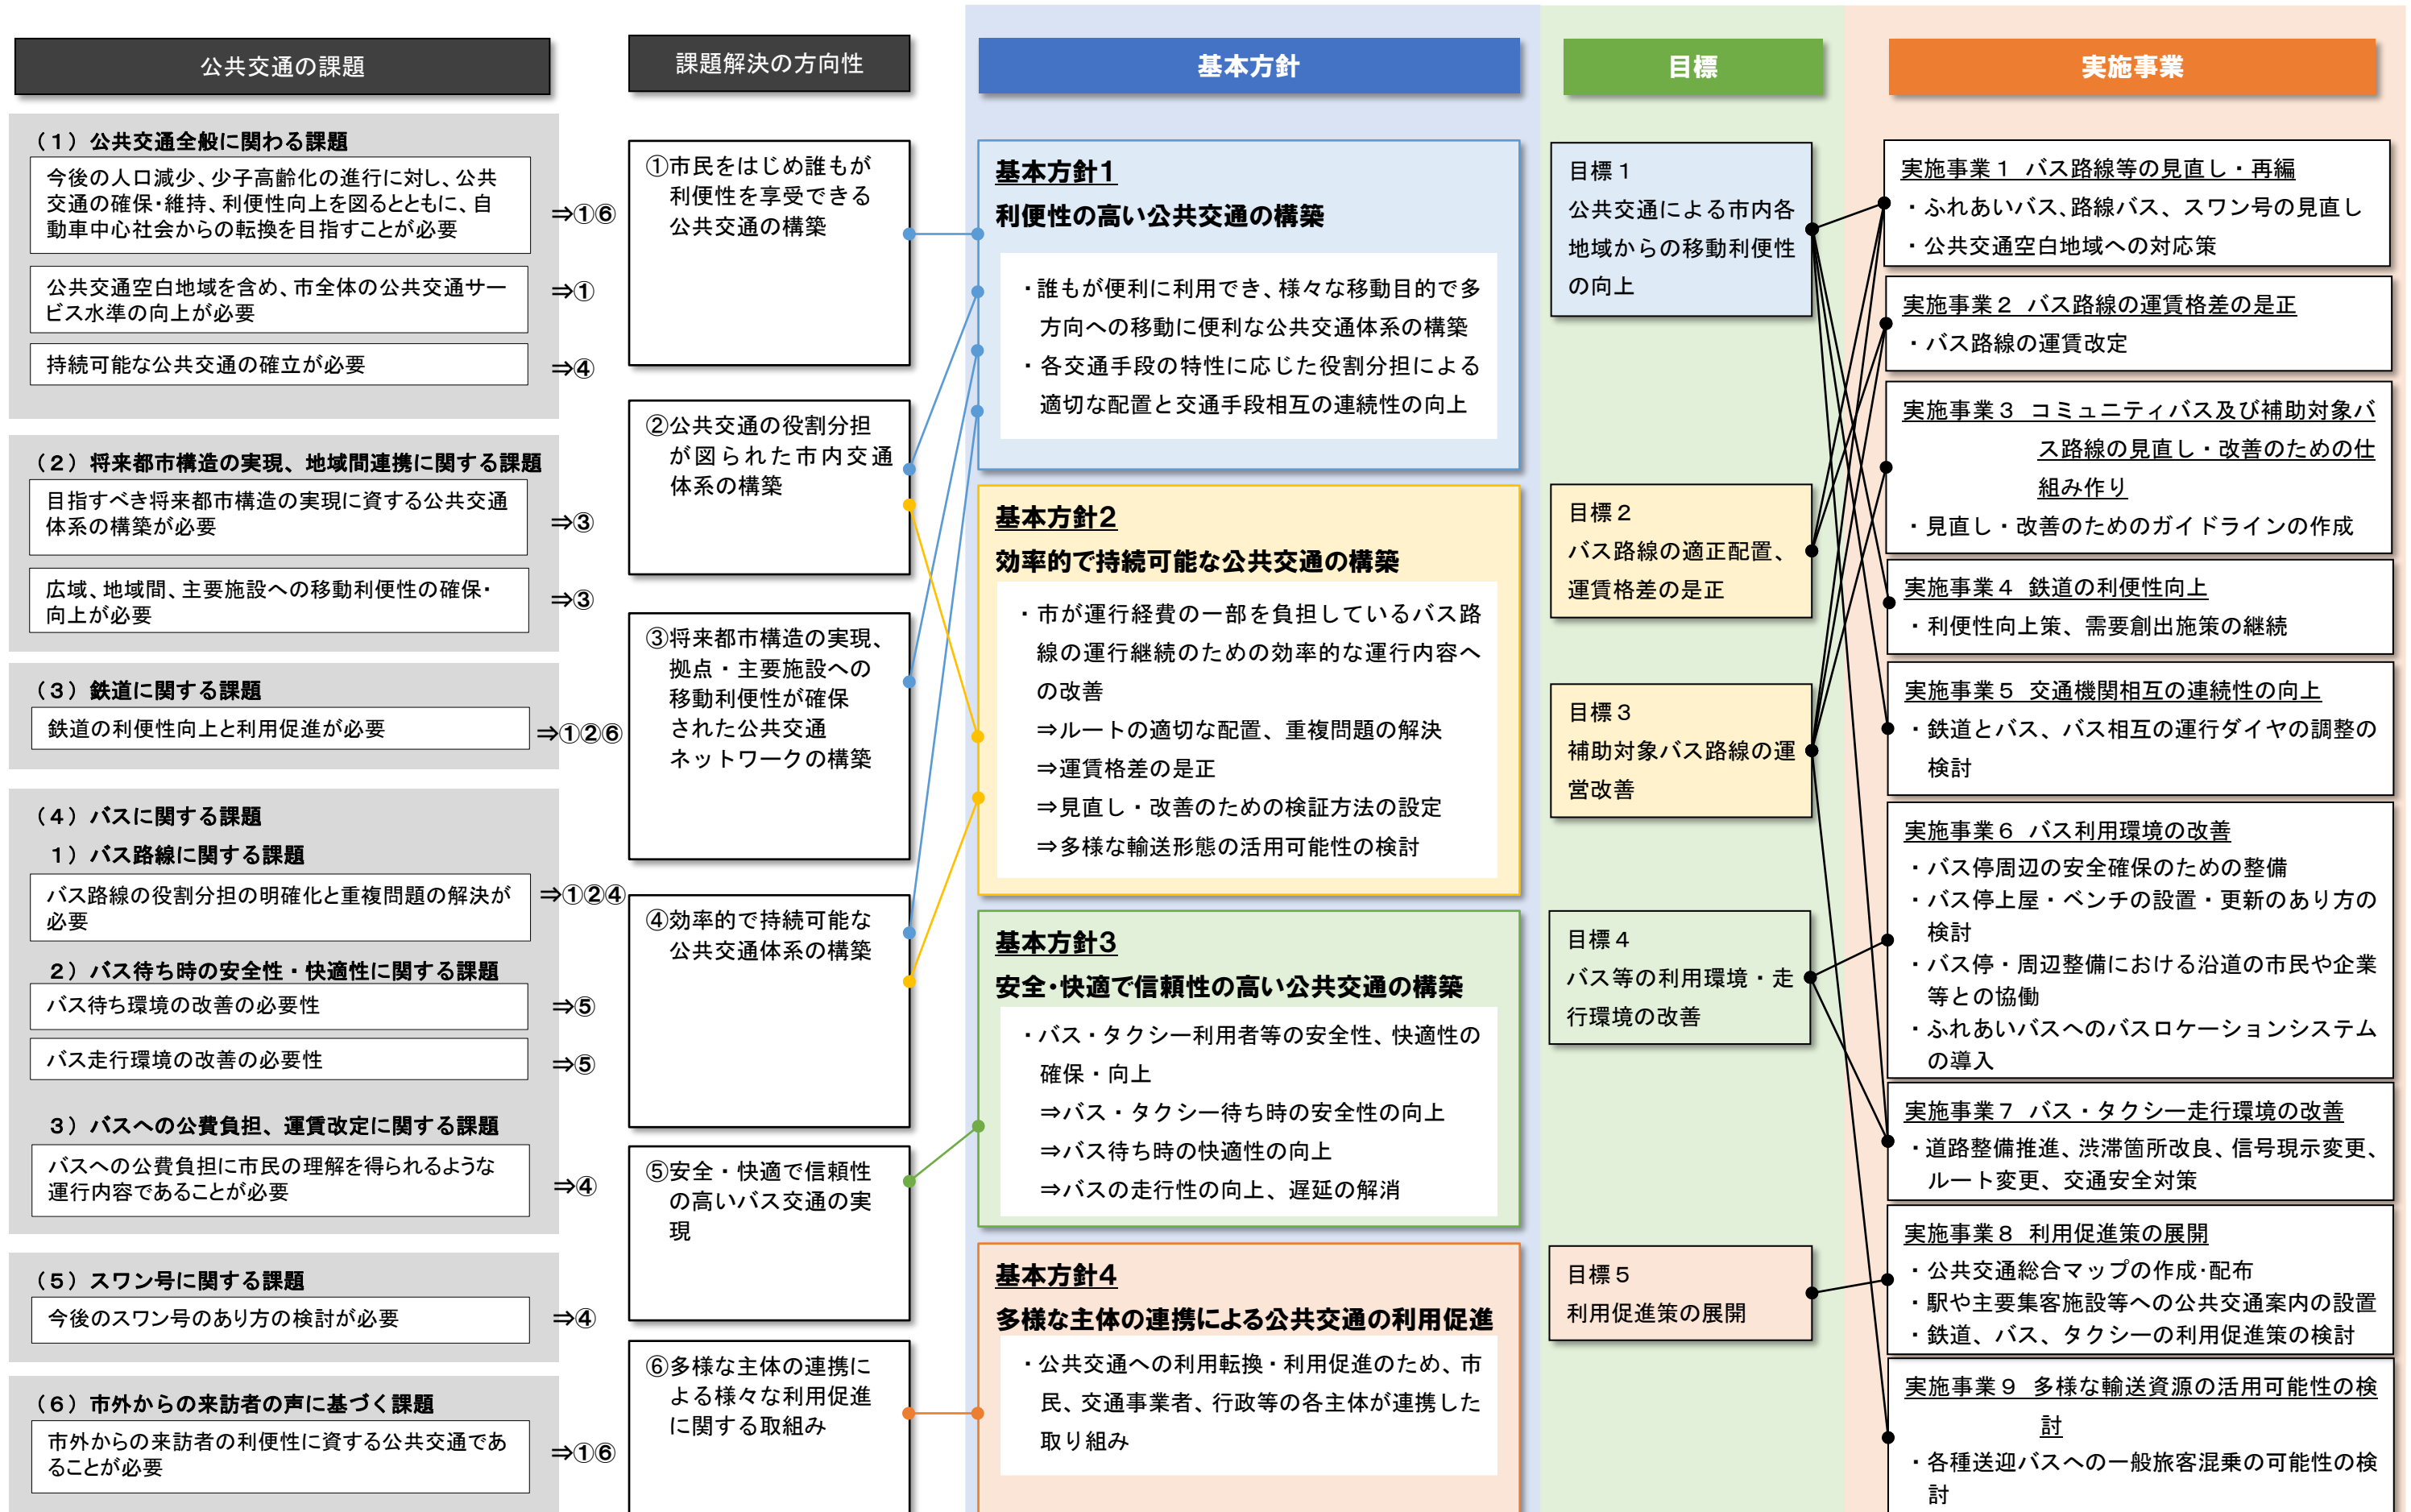 公共交通の課題
課題解決の方向性
基本方針
目標
実施事業
（１）公共交通全般に関わる課題
今後の人口減少、少子高齢化の進行に対し、公共
交通の確保・維持、利便性向上を図るとともに、自
動車中心社会からの転換を目指すことが必要
⇒①⑥
公共交通空白地域を含め、市全体の公共交通サー
ビス水準の向上が必要
⇒①
持続可能な公共交通の確立が必要
⇒④
（２）将来都市構造の実現、地域間連携に関する課題
目指すべき将来都市構造の実現に資する公共交通
体系の構築が必要
⇒③
広域、地域間、主要施設への移動利便性の確保・
向上が必要
⇒③
（３）鉄道に関する課題
鉄道の利便性向上と利用促進が必要
⇒①②⑥
（４）バスに関する課題
１）バス路線に関する課題
バス路線の役割分担の明確化と重複問題の解決が
必要
⇒①②④
２）バス待ち時の安全性・快適性に関する課題
バス待ち環境の改善の必要性
⇒⑤
バス走行環境の改善の必要性
⇒⑤
３）バスへの公費負担、運賃改定に関する課題
バスへの公費負担に市民の理解を得られるような
運行内容であることが必要
⇒④
（５）スワン号に関する課題
今後のスワン号のあり方の検討が必要
⇒④
（６）市外からの来訪者の声に基づく課題
市外からの来訪者の利便性に資する公共交通であ
ることが必要
⇒①⑥
①市民をはじめ誰もが
利便性を享受できる
公共交通の構築
②公共交通の役割分担
が図られた市内交通
体系の構築
③将来都市構造の実現、
拠点・主要施設への
移動利便性が確保
された公共交通
ネットワークの構築
④効率的で持続可能な
公共交通体系の構築
⑤安全・快適で信頼性
の高いバス交通の実
現
⑥多様な主体の連携に
よる様々な利用促進
に関する取組み
基本方針1
利便性の高い公共交通の構築
・誰もが便利に利用でき、様々な移動目的で多
方向への移動に便利な公共交通体系の構築
・各交通手段の特性に応じた役割分担による
適切な配置と交通手段相互の連続性の向上
基本方針2
効率的で持続可能な公共交通の構築
・市が運行経費の一部を負担しているバス路
線の運行継続のための効率的な運行内容へ
の改善
⇒ルートの適切な配置、重複問題の解決
⇒運賃格差の是正
⇒見直し・改善のための検証方法の設定
⇒多様な輸送形態の活用可能性の検討
基本方針3
安全・快適で信頼性の高い公共交通の構築
・バス・タクシー利用者等の安全性、快適性の
確保・向上
⇒バス・タクシー待ち時の安全性の向上
⇒バス待ち時の快適性の向上
⇒バスの走行性の向上、遅延の解消
基本方針4
多様な主体の連携による公共交通の利用促進
・公共交通への利用転換・利用促進のため、市
民、交通事業者、行政等の各主体が連携した
取り組み
目標１
公共交通による市内各
地域からの移動利便性
の向上
目標２
バス路線の適正配置、
運賃格差の是正
目標３
補助対象バス路線の運
営改善
目標４
バス等の利用環境・走
行環境の改善
目標５
利用促進策の展開
実施事業１ バス路線等の見直し・再編
・ふれあいバス、路線バス、スワン号の見直し
・公共交通空白地域への対応策
実施事業２ バス路線の運賃格差の是正
・バス路線の運賃改定
実施事業３ コミュニティバス及び補助対象バ
ス路線の見直し・改善のための仕
組み作り
・見直し・改善のためのガイドラインの作成
実施事業４ 鉄道の利便性向上
・利便性向上策、需要創出施策の継続
実施事業５ 交通機関相互の連続性の向上
・鉄道とバス、バス相互の運行ダイヤの調整の
検討
実施事業６ バス利用環境の改善
・バス停周辺の安全確保のための整備
・バス停上屋・ベンチの設置・更新のあり方の
検討
・バス停・周辺整備における沿道の市民や企業
等との協働
・ふれあいバスへのバスロケーションシステム
の導入
実施事業７ バス・タクシー走行環境の改善
・道路整備推進、渋滞箇所改良、信号現示変更、
ルート変更、交通安全対策
実施事業８ 利用促進策の展開
・公共交通総合マップの作成・配布
・駅や主要集客施設等への公共交通案内の設置
・鉄道、バス、タクシーの利用促進策の検討
実施事業９ 多様な輸送資源の活用可能性の検
討
・各種送迎バスへの一般旅客混乗の可能性の検
討